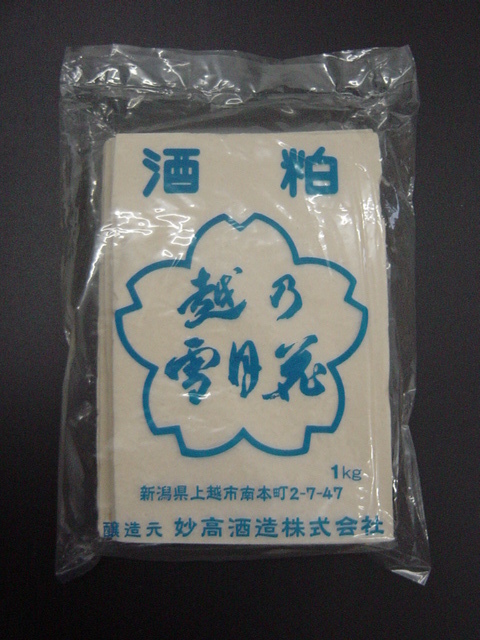 酒粕
越乃
雪月花
1kg
新潟県上越市南本町2-7-47
醸造元 妙高酒造株式会社